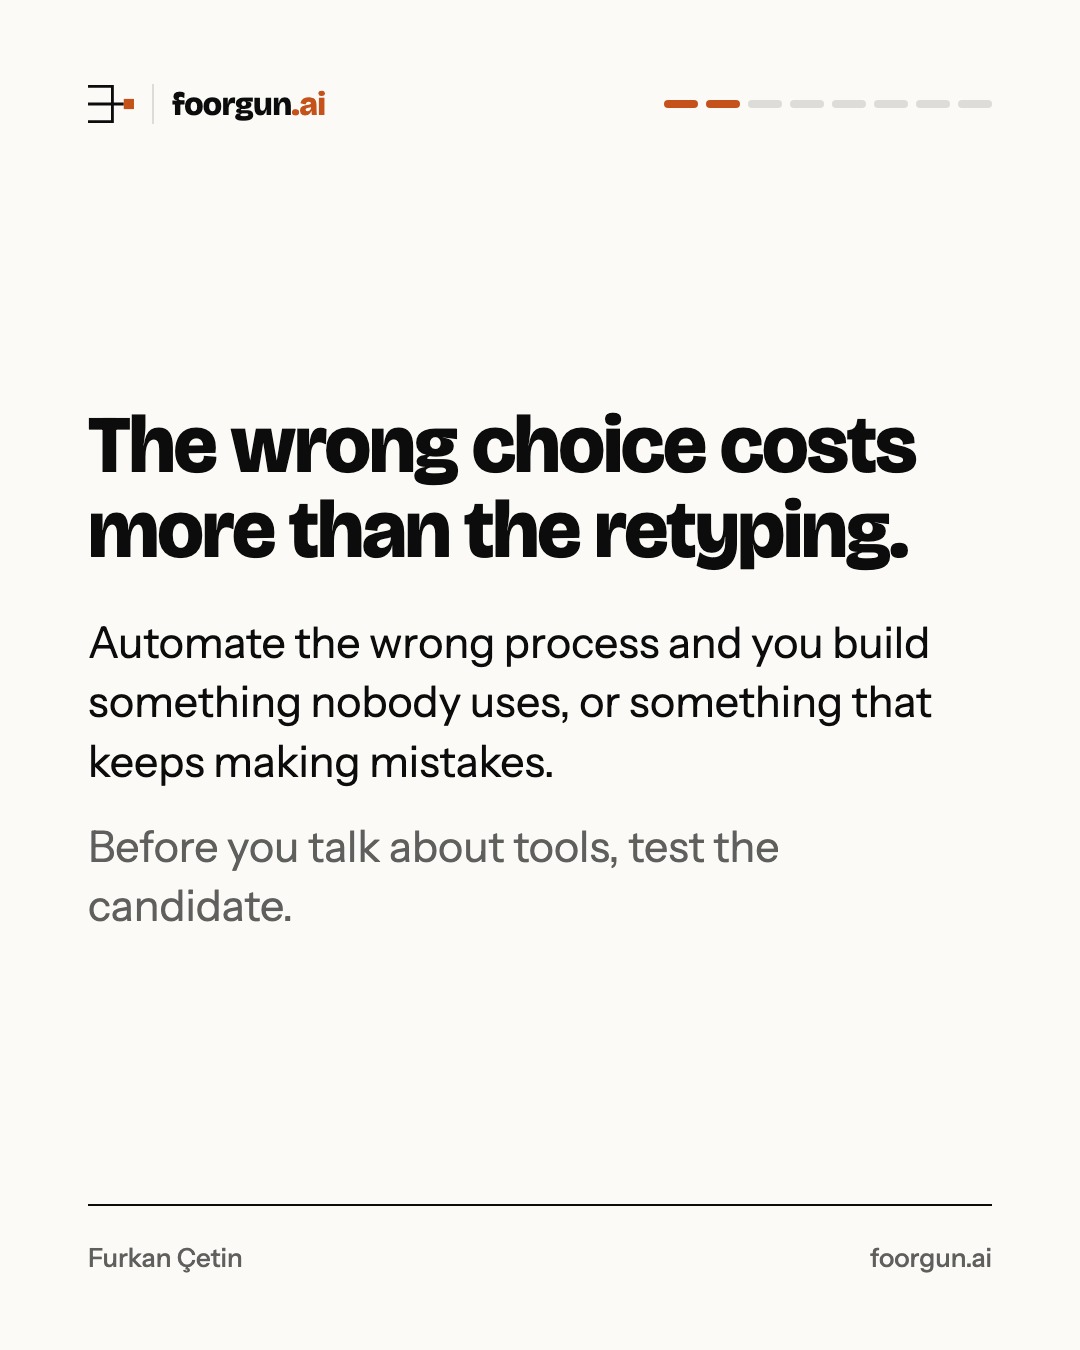 foorgun.ai
The wrong choice costs
more than the retyping.
Automate the wrong process and you build
something nobody uses, or something that
keeps making mistakes.
Before you talk about tools, test the
candidate.
Furkan Çetin
foorgun.ai